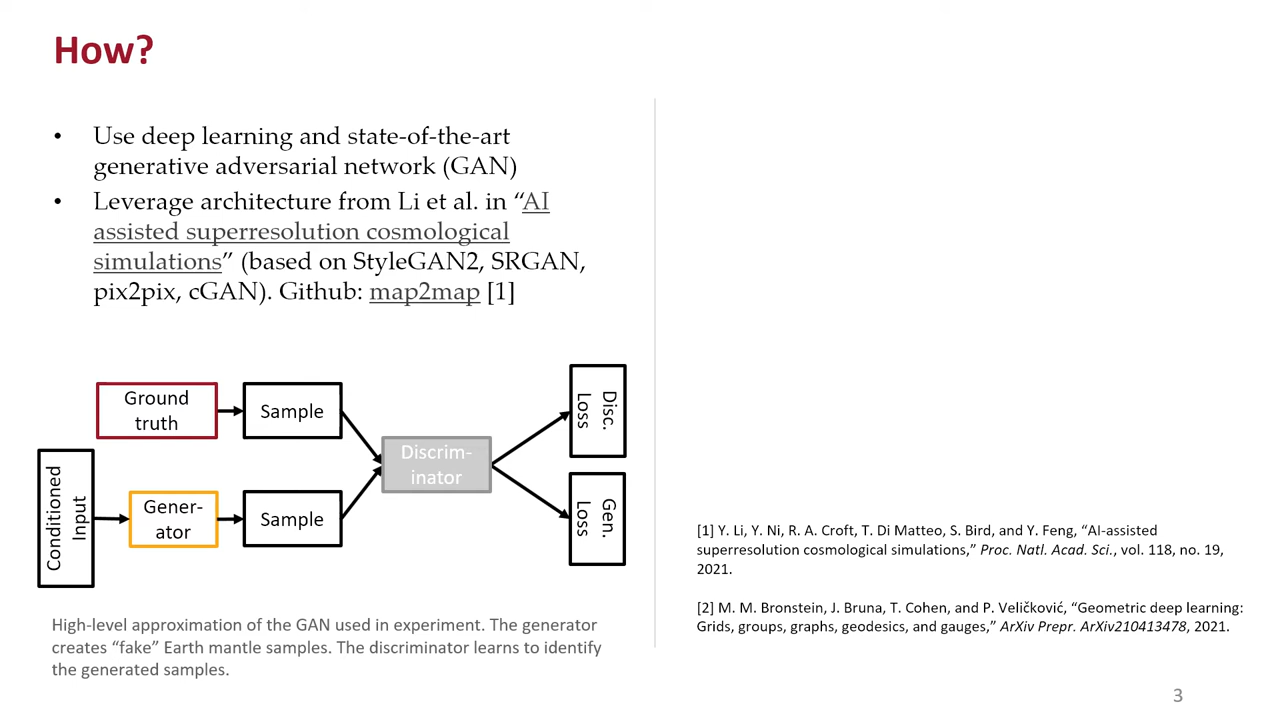 How?
• Use deep learning and state-of-the-art
generative adversarial network (GAN)
• Leverage architecture from Li et al. in “AI
assisted superresolution cosmological
simulations” (based on StyleGAN2, SRGAN,
pix2pix, cGAN). Github: map2map [1]
Ground
truth
Sample
Discrim-
inator
Disc.
Loss
Conditioned
Input
Gener-
ator
Sample
Gen.
Loss
High-level approximation of the GAN used in experiment. The generator
creates “fake” Earth mantle samples. The discriminator learns to identify
the generated samples.
[1] Y. Li, Y. Ni, R. A. Croft, T. Di Matteo, S. Bird, and Y. Feng, “AI-assisted
superresolution cosmological simulations,” Proc. Natl. Acad. Sci., vol. 118, no. 19,
2021.
[2] M. M. Bronstein, J. Bruna, T. Cohen, and P. Veličković, “Geometric deep learning:
Grids, groups, graphs, geodesics, and gauges,” ArXiv Prepr. ArXiv210413478, 2021.
3